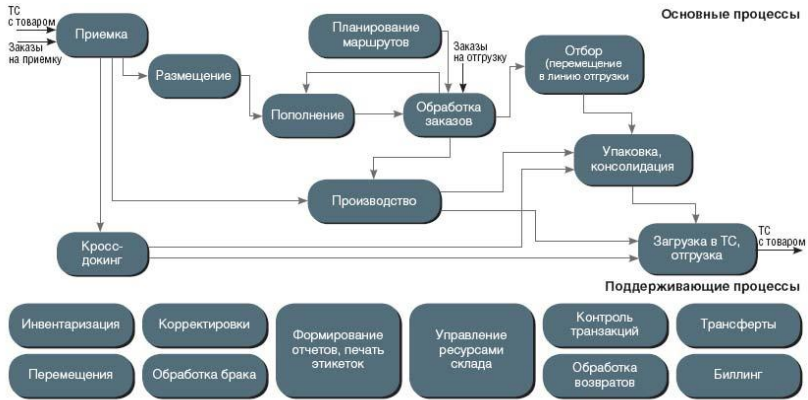 ТС
с товаром
Заказы
на приемку
Приемка
Планирование
маршрутов
Заказы
на отгрузку
Основные процессы
Отбор
(перемещение
в линию отгрузки
Размещение
Пополнение
Обработка
заказов
Упаковка,
консолидация
Производство
Кросс-
докинг
Загрузка в ТС,
отгрузка
ТС
с товаром
Поддерживающие процессы
Инвентаризация
Корректировки
Формирование
отчетов, печать
этикеток
Управление
ресурсами
склада
Контроль
транзакций
Трансферты
Перемещения
Обработка брака
Обработка
возвратов
Биллинг